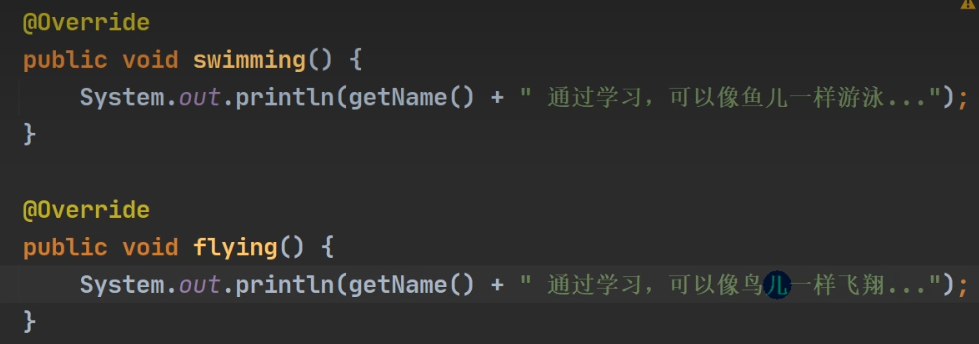 @Override
public void swimming() {
    System.out.println(getName() + " 通过学习，可以像鱼儿一样游泳...");
}
@Override
public void flying() {
    System.out.println(getName() + " 通过学习，可以像鸟儿一样飞翔...");
}